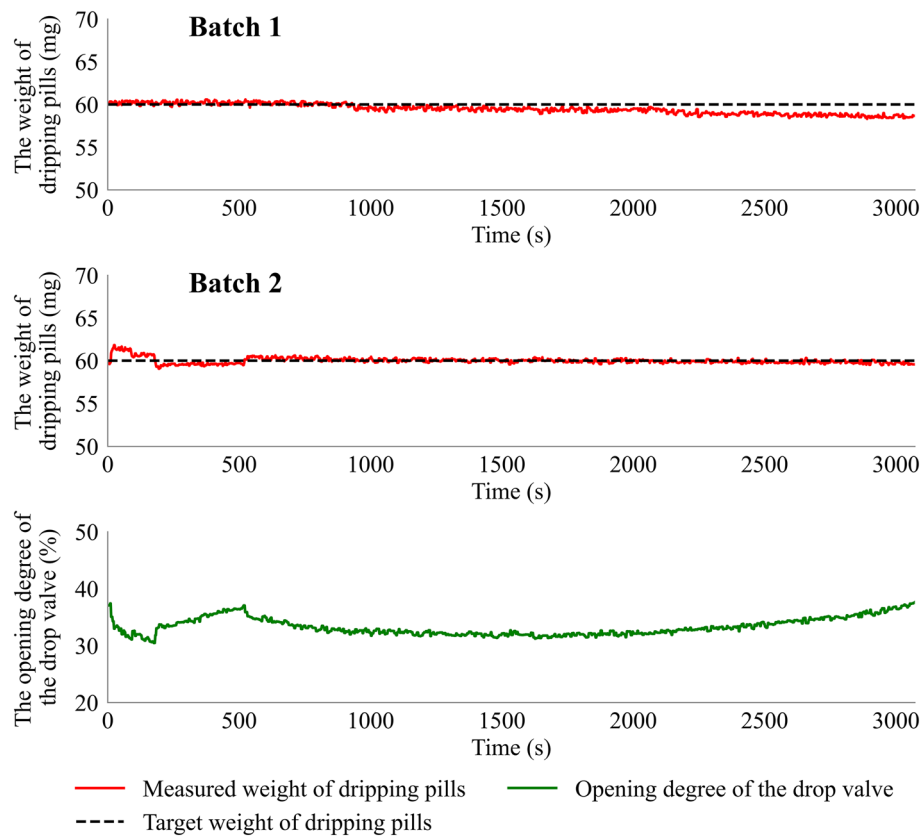 Batch 1
The weight of
dripping pills (mg)
70
65
60
55
50
0 500 1000 1500 2000 2500 3000
Time (s)
Batch 2
The weight of
dripping pills (mg)
70
65
60
55
50
0 500 1000 1500 2000 2500 3000
Time (s)
The opening degree of
the drop valve (%)
50
40
30
20
0 500 1000 1500 2000 2500 3000
Time (s)
Measured weight of dripping pills
Opening degree of the drop valve
Target weight of dripping pills